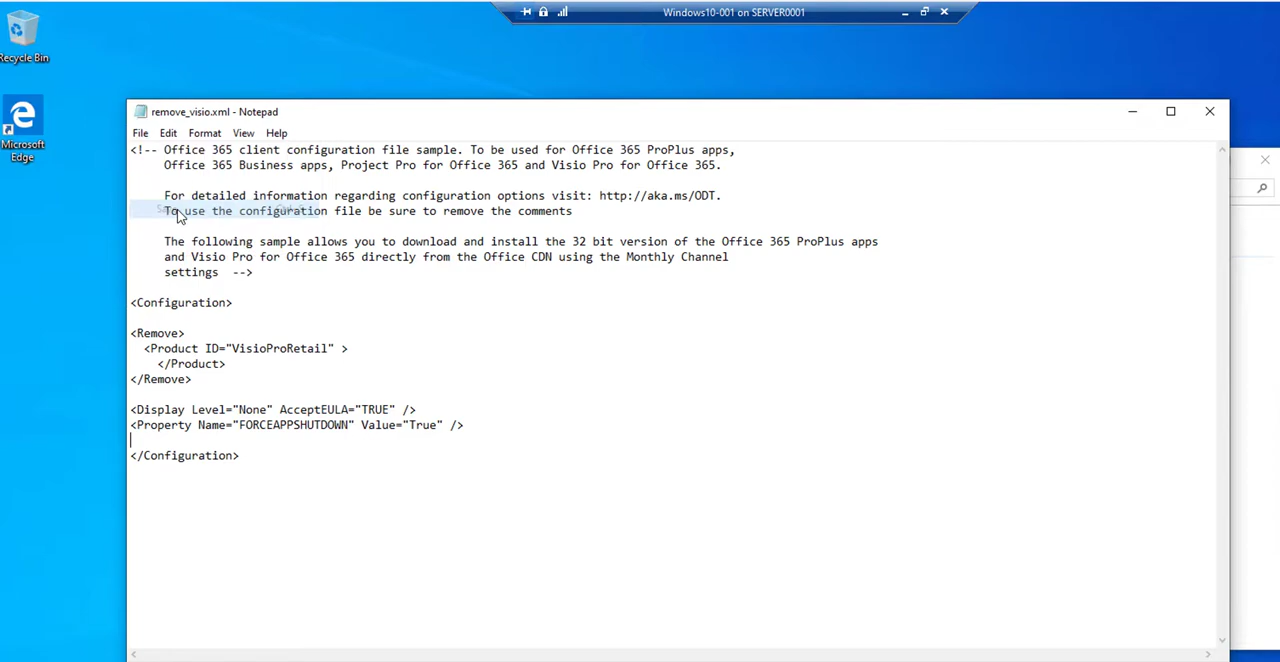 Windows10-001 on SERVER0001
Recycle Bin
Microsoft
Edge
remove_visio.xml - Notepad
File Edit Format View Help
<!-- Office 365 client configuration file sample. To be used for Office 365 ProPlus apps,
Office 365 Business apps, Project Pro for Office 365 and Visio Pro for Office 365.
For detailed information regarding configuration options visit: http://aka.ms/ODT.
To use the configuration file be sure to remove the comments
The following sample allows you to download and install the 32 bit version of the Office 365 ProPlus apps
and Visio Pro for Office 365 directly from the Office CDN using the Monthly Channel
settings -->
<Configuration>
<Remove>
<Product ID="VisioProRetail" >
</Product>
</Remove>
<Display Level="None" AcceptEULA="TRUE" />
<Property Name="FORCEAPPSHUTDOWN" Value="True" />
</Configuration>